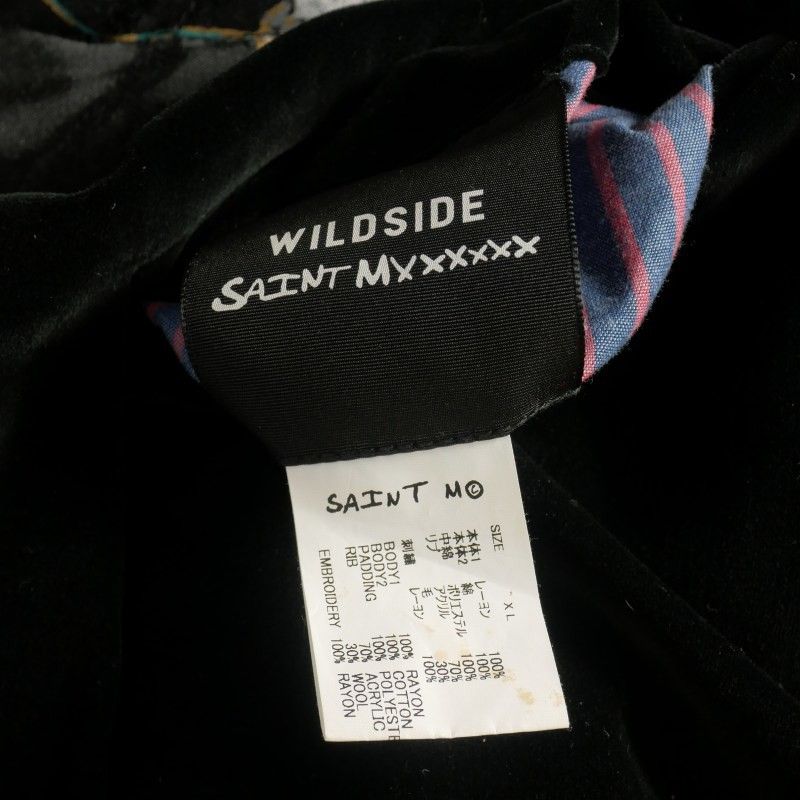 WILDSIDE
SAINT MXXXXXX
SAINT M©
SIZE XL
本体1 レーヨン 100%
本体2 綿 100%
中綿 ポリエステル 100%
リブ アクリル 70%
毛 30%
刺繍 レーヨン 100%
BODY1 100% RAYON
BODY2 100% COTTON
PADDING 100% POLYESTE
RIB 70% ACRYLIC
30% WOOL
EMBROIDERY 100% RAYON